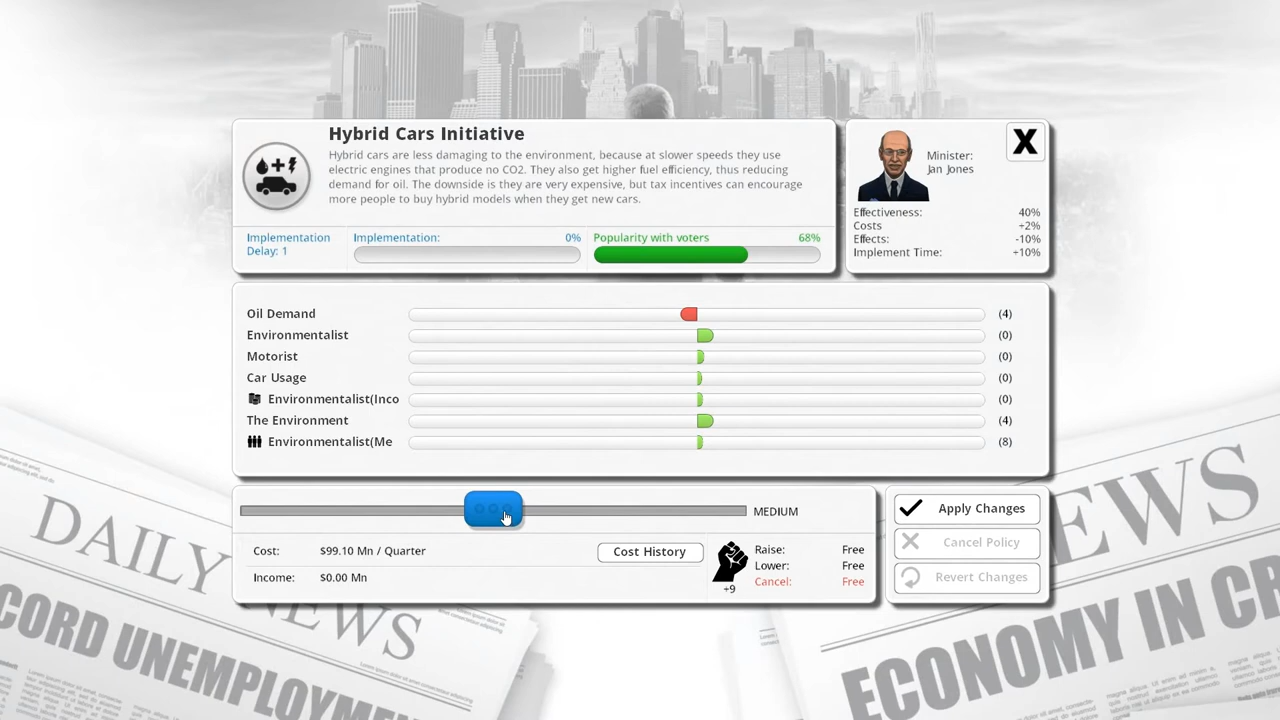 Hybrid Cars Initiative
Hybrid cars are less damaging to the environment, because at slower speeds they use
electric engines that produce no CO2. They also get higher fuel efficiency, thus reducing
demand for oil. The downside is they are very expensive, but tax incentives can encourage
more people to buy hybrid models when they get new cars.
Implementation
Delay: 1
Implementation: 0%
Popularity with voters 68%
X
Minister:
Jan Jones
Effectiveness: 40%
Costs +2%
Effects: -10%
Implement Time: +10%
Oil Demand (4)
Environmentalist (0)
Motorist (0)
Car Usage (0)
Environmentalist(Inco (0)
The Environment (4)
Environmentalist(Me (8)
MEDIUM
Cost: $99.10 Mn / Quarter
Income: $0.00 Mn
Cost History
+9
Raise: Free
Lower: Free
Cancel: Free
Apply Changes
Cancel Policy
Revert Changes
DAILY NEWS
CORD UNEMPLOYMENT
NEWS
ECONOMY IN CR